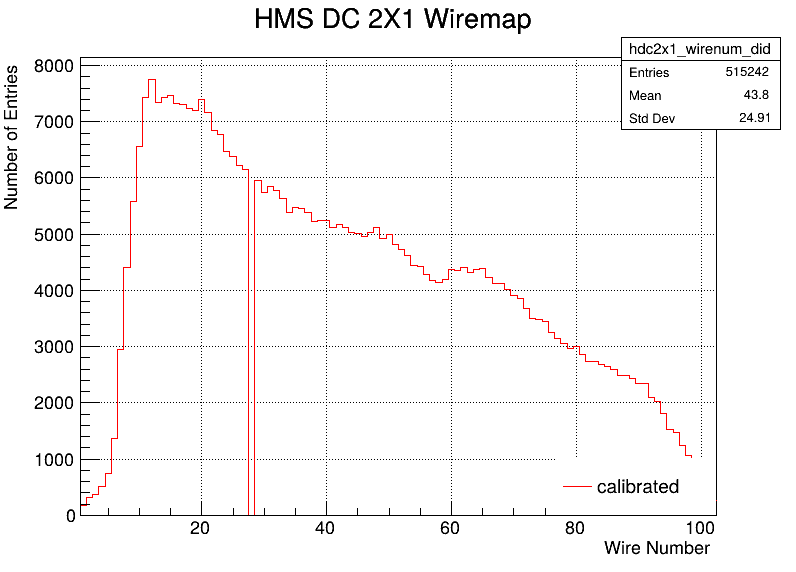 HMS DC 2X1 Wiremap
hdc2x1_wirenum_did
Entries 515242
Mean 43.8
Std Dev 24.91
Number of Entries
8000
7000
6000
5000
4000
3000
2000
1000
0
calibrated
20 40 60 80 100
Wire Number